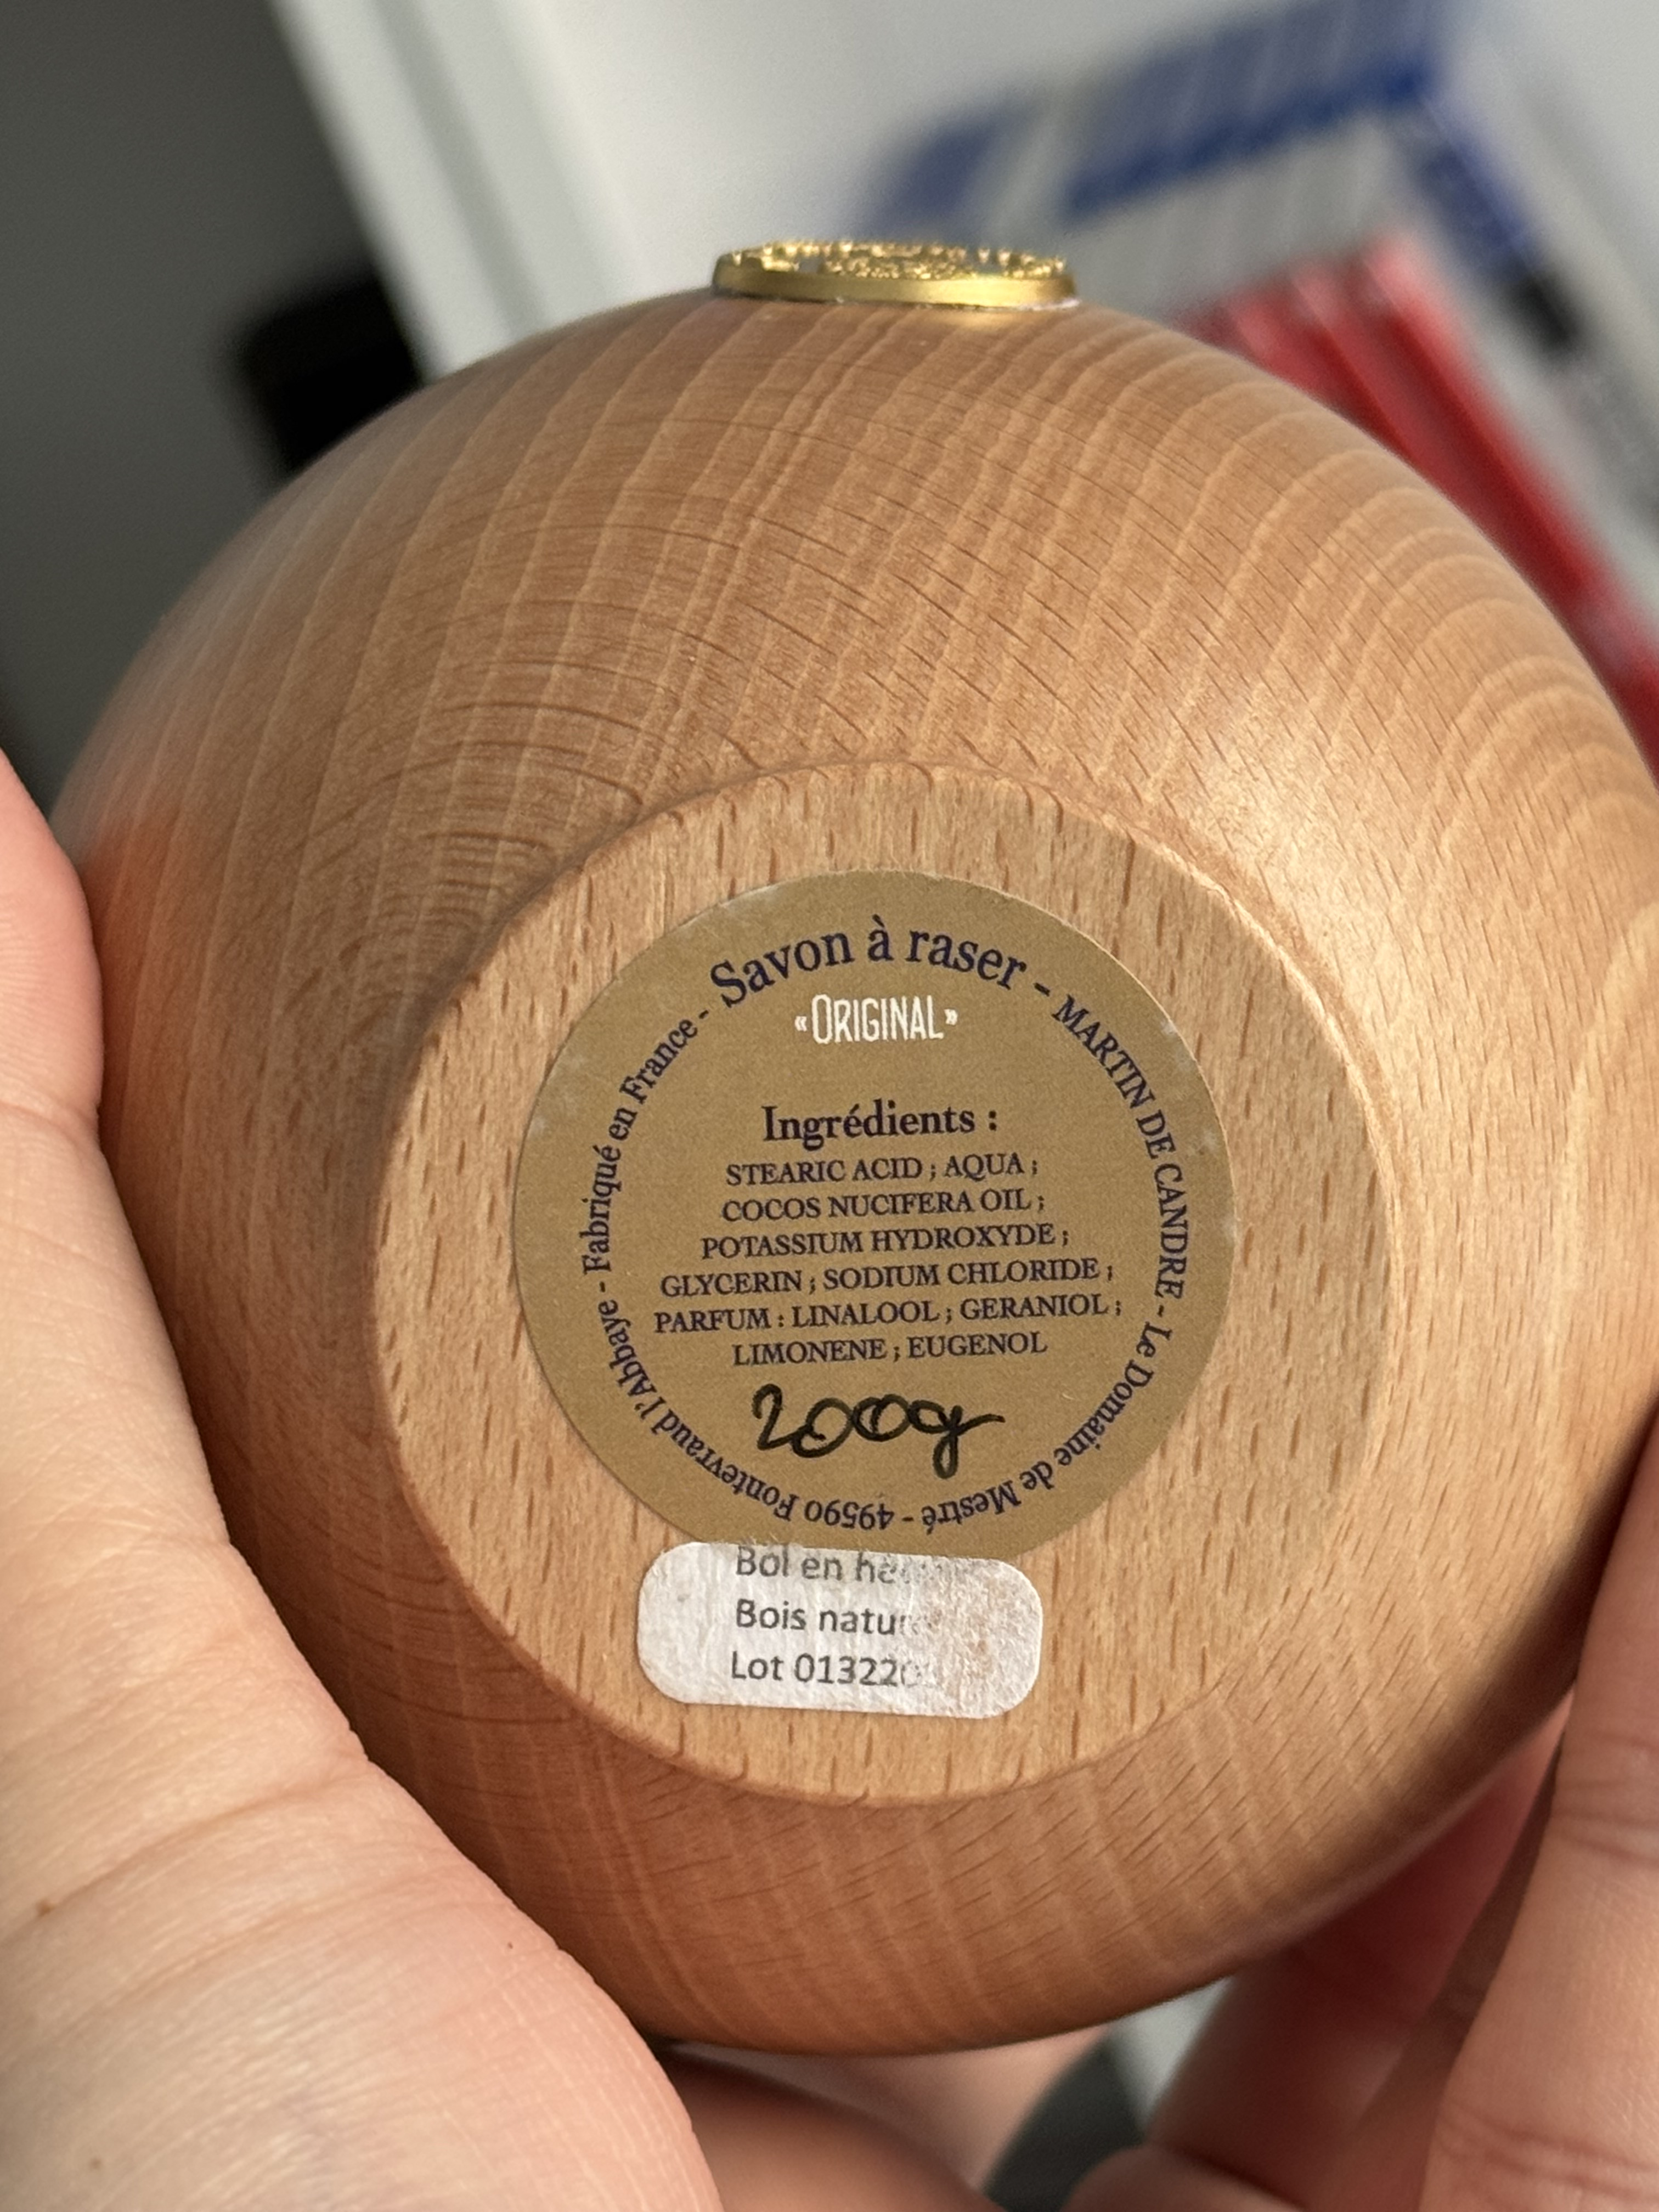 Savon à raser - MARTIN DE CANDRE - Le Domaine de Mestré - 49590 Fontevraud l'Abbaye - Fabriqué en France -
«ORIGINAL»
Ingrédients :
STEARIC ACID ; AQUA ;
COCOS NUCIFERA OIL ;
POTASSIUM HYDROXYDE ;
GLYCERIN ; SODIUM CHLORIDE ;
PARFUM : LINALOOL ; GERANIOL ;
LIMONENE ; EUGENOL
200g
Bol en
Bois
Lot